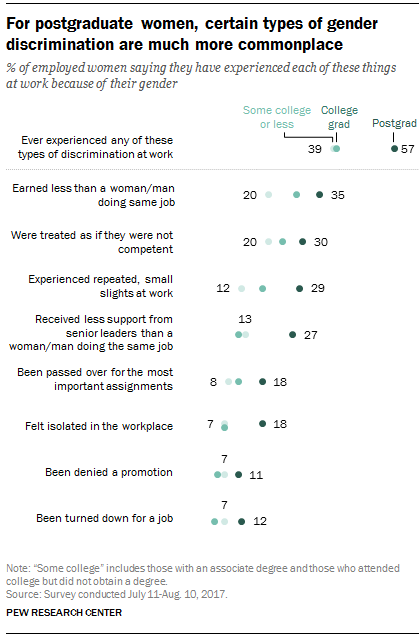 For postgraduate women, certain types of gender
discrimination are much more commonplace
% of employed women saying they have experienced each of these things
at work because of their gender
Some college
or less
College
grad
Postgrad
Ever experienced any of these
types of discrimination at work
39
57
Earned less than a woman/man
doing same job
20
35
Were treated as if they were not
competent
20
30
Experienced repeated, small
slights at work
12
29
Received less support from
senior leaders than a
woman/man doing the same job
13
27
Been passed over for the most
important assignments
8
18
Felt isolated in the workplace
7
18
Been denied a promotion
7
11
Been turned down for a job
7
12
Note: “Some college” includes those with an associate degree and those who attended
college but did not obtain a degree.
Source: Survey conducted July 11-Aug. 10, 2017.
PEW RESEARCH CENTER